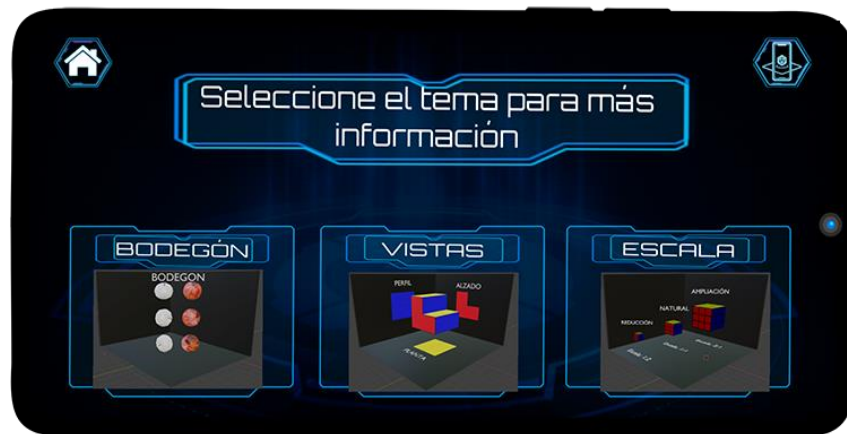 Seleccione el tema para más
información
BODEGÓN
VISTAS
ESCALA
BODEGON
PERFIL
ALZADO
PLANTA
AMPLIACIÓN
NATURAL
REDUCCIÓN